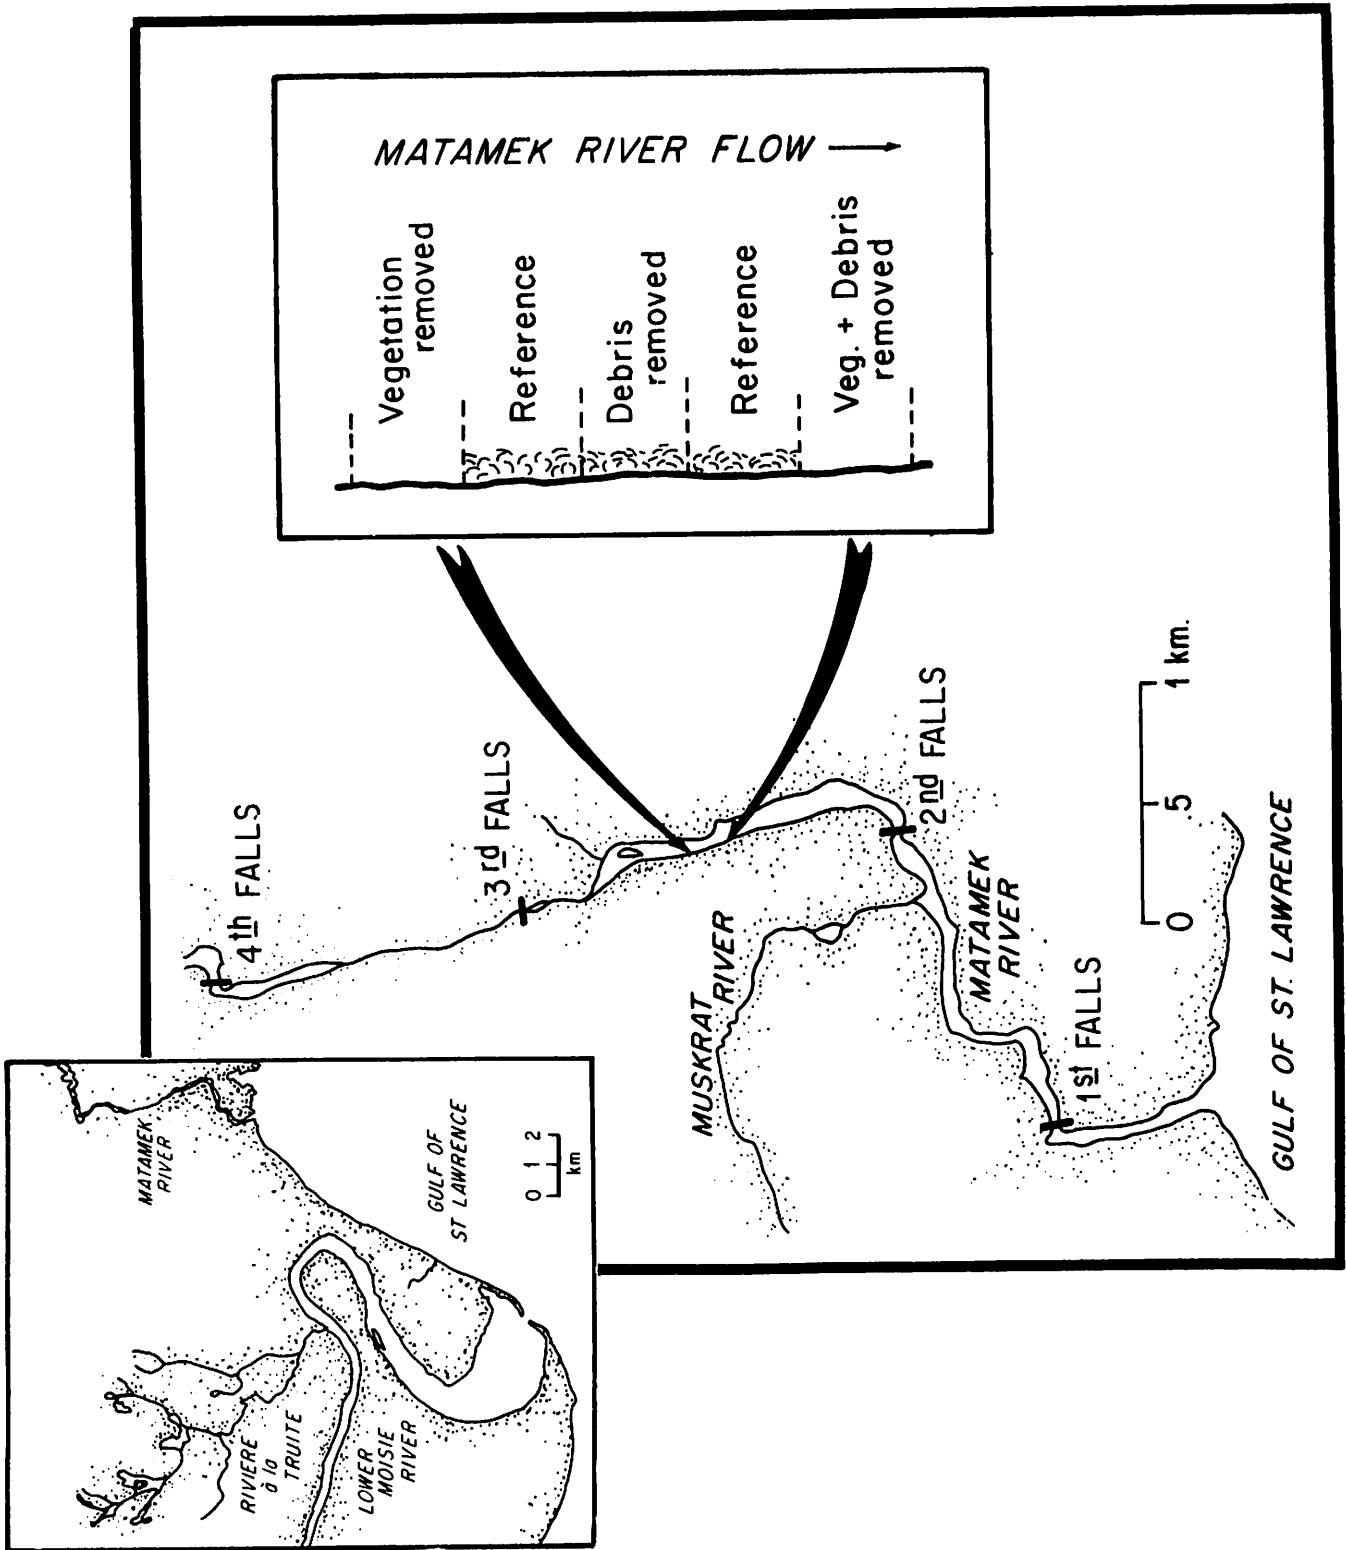 MATAMEK RIVER FLOW
Vegetation
removed
Reference
Debris
removed
Reference
Veg. + Debris
removed
4th FALLS
3rd FALLS
2nd FALLS
MUSKRAT
RIVER
MATAMEK
RIVER
1st FALLS
0 5 1 km.
GULF OF ST. LAWRENCE
MATAMEK
RIVER
GULF OF
ST LAWRENCE
0 1 2
km
RIVIERE
à la
TRUITE
LOWER
MOISIE
RIVER